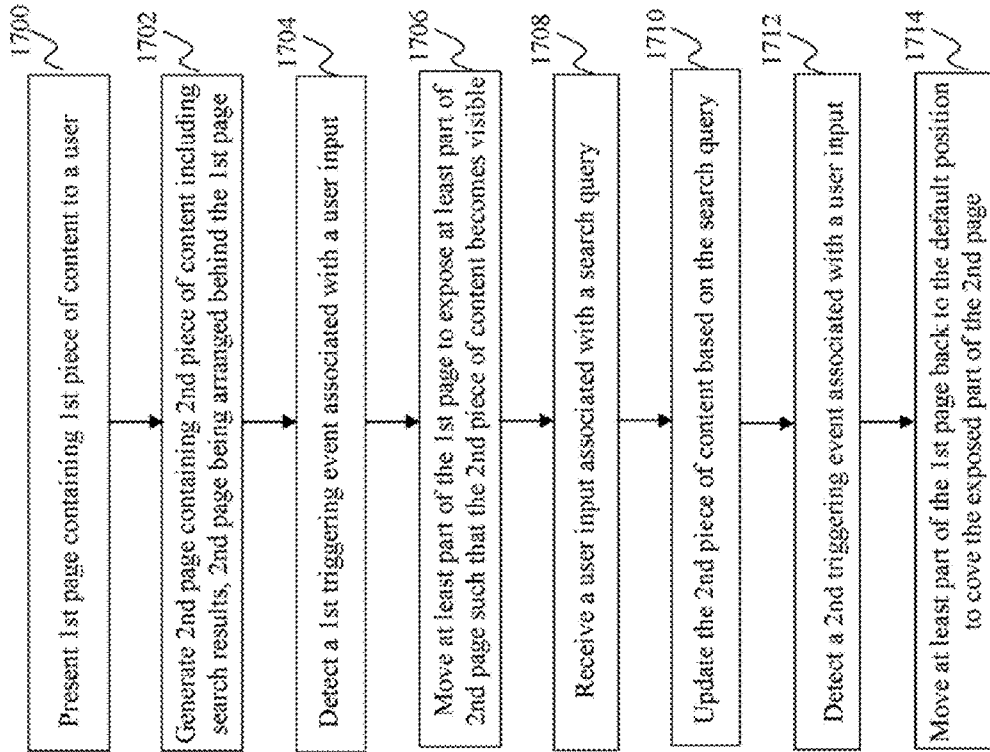 1700
Present 1st page containing 1st piece of content to a user
1702
Generate 2nd page containing 2nd piece of content including
search results, 2nd page being arranged behind the 1st page
1704
Detect a 1st triggering event associated with a user input
1706
Move at least part of the 1st page to expose at least part of
2nd page such that the 2nd piece of content becomes visible
1708
Receive a user input associated with a search query
1710
Update the 2nd piece of content based on the search query
1712
Detect a 2nd triggering event associated with a user input
1714
Move at least part of the 1st page back to the default position
to cove the exposed part of the 2nd page